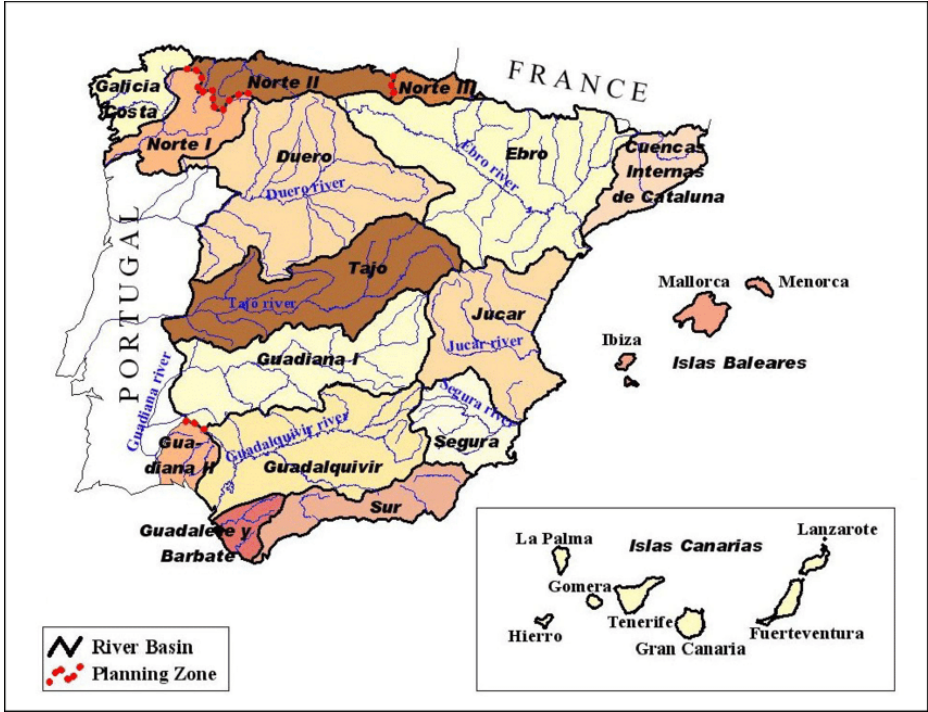 FRANCE
Galicia
Costa
Norte II
Norte III
Norte I
Duero
Duero river
Ebro river
Ebro
Cuencas
Internas
de Cataluna
PORTUGAL
Tajo
Tajo river
Mallorca
Menorca
Ibiza
Islas Baleares
Jucar
Jucar river
Guadiana I
Guadiana river
Segura river
Segura
Gua-
diana II
Guadalquivir river
Guadalquivir
Sur
Guadalete y
Barbate
Islas Canarias
La Palma
Lanzarote
Gomera
Hierro
Tenerife
Gran Canaria
Fuerteventura
River Basin
Planning Zone